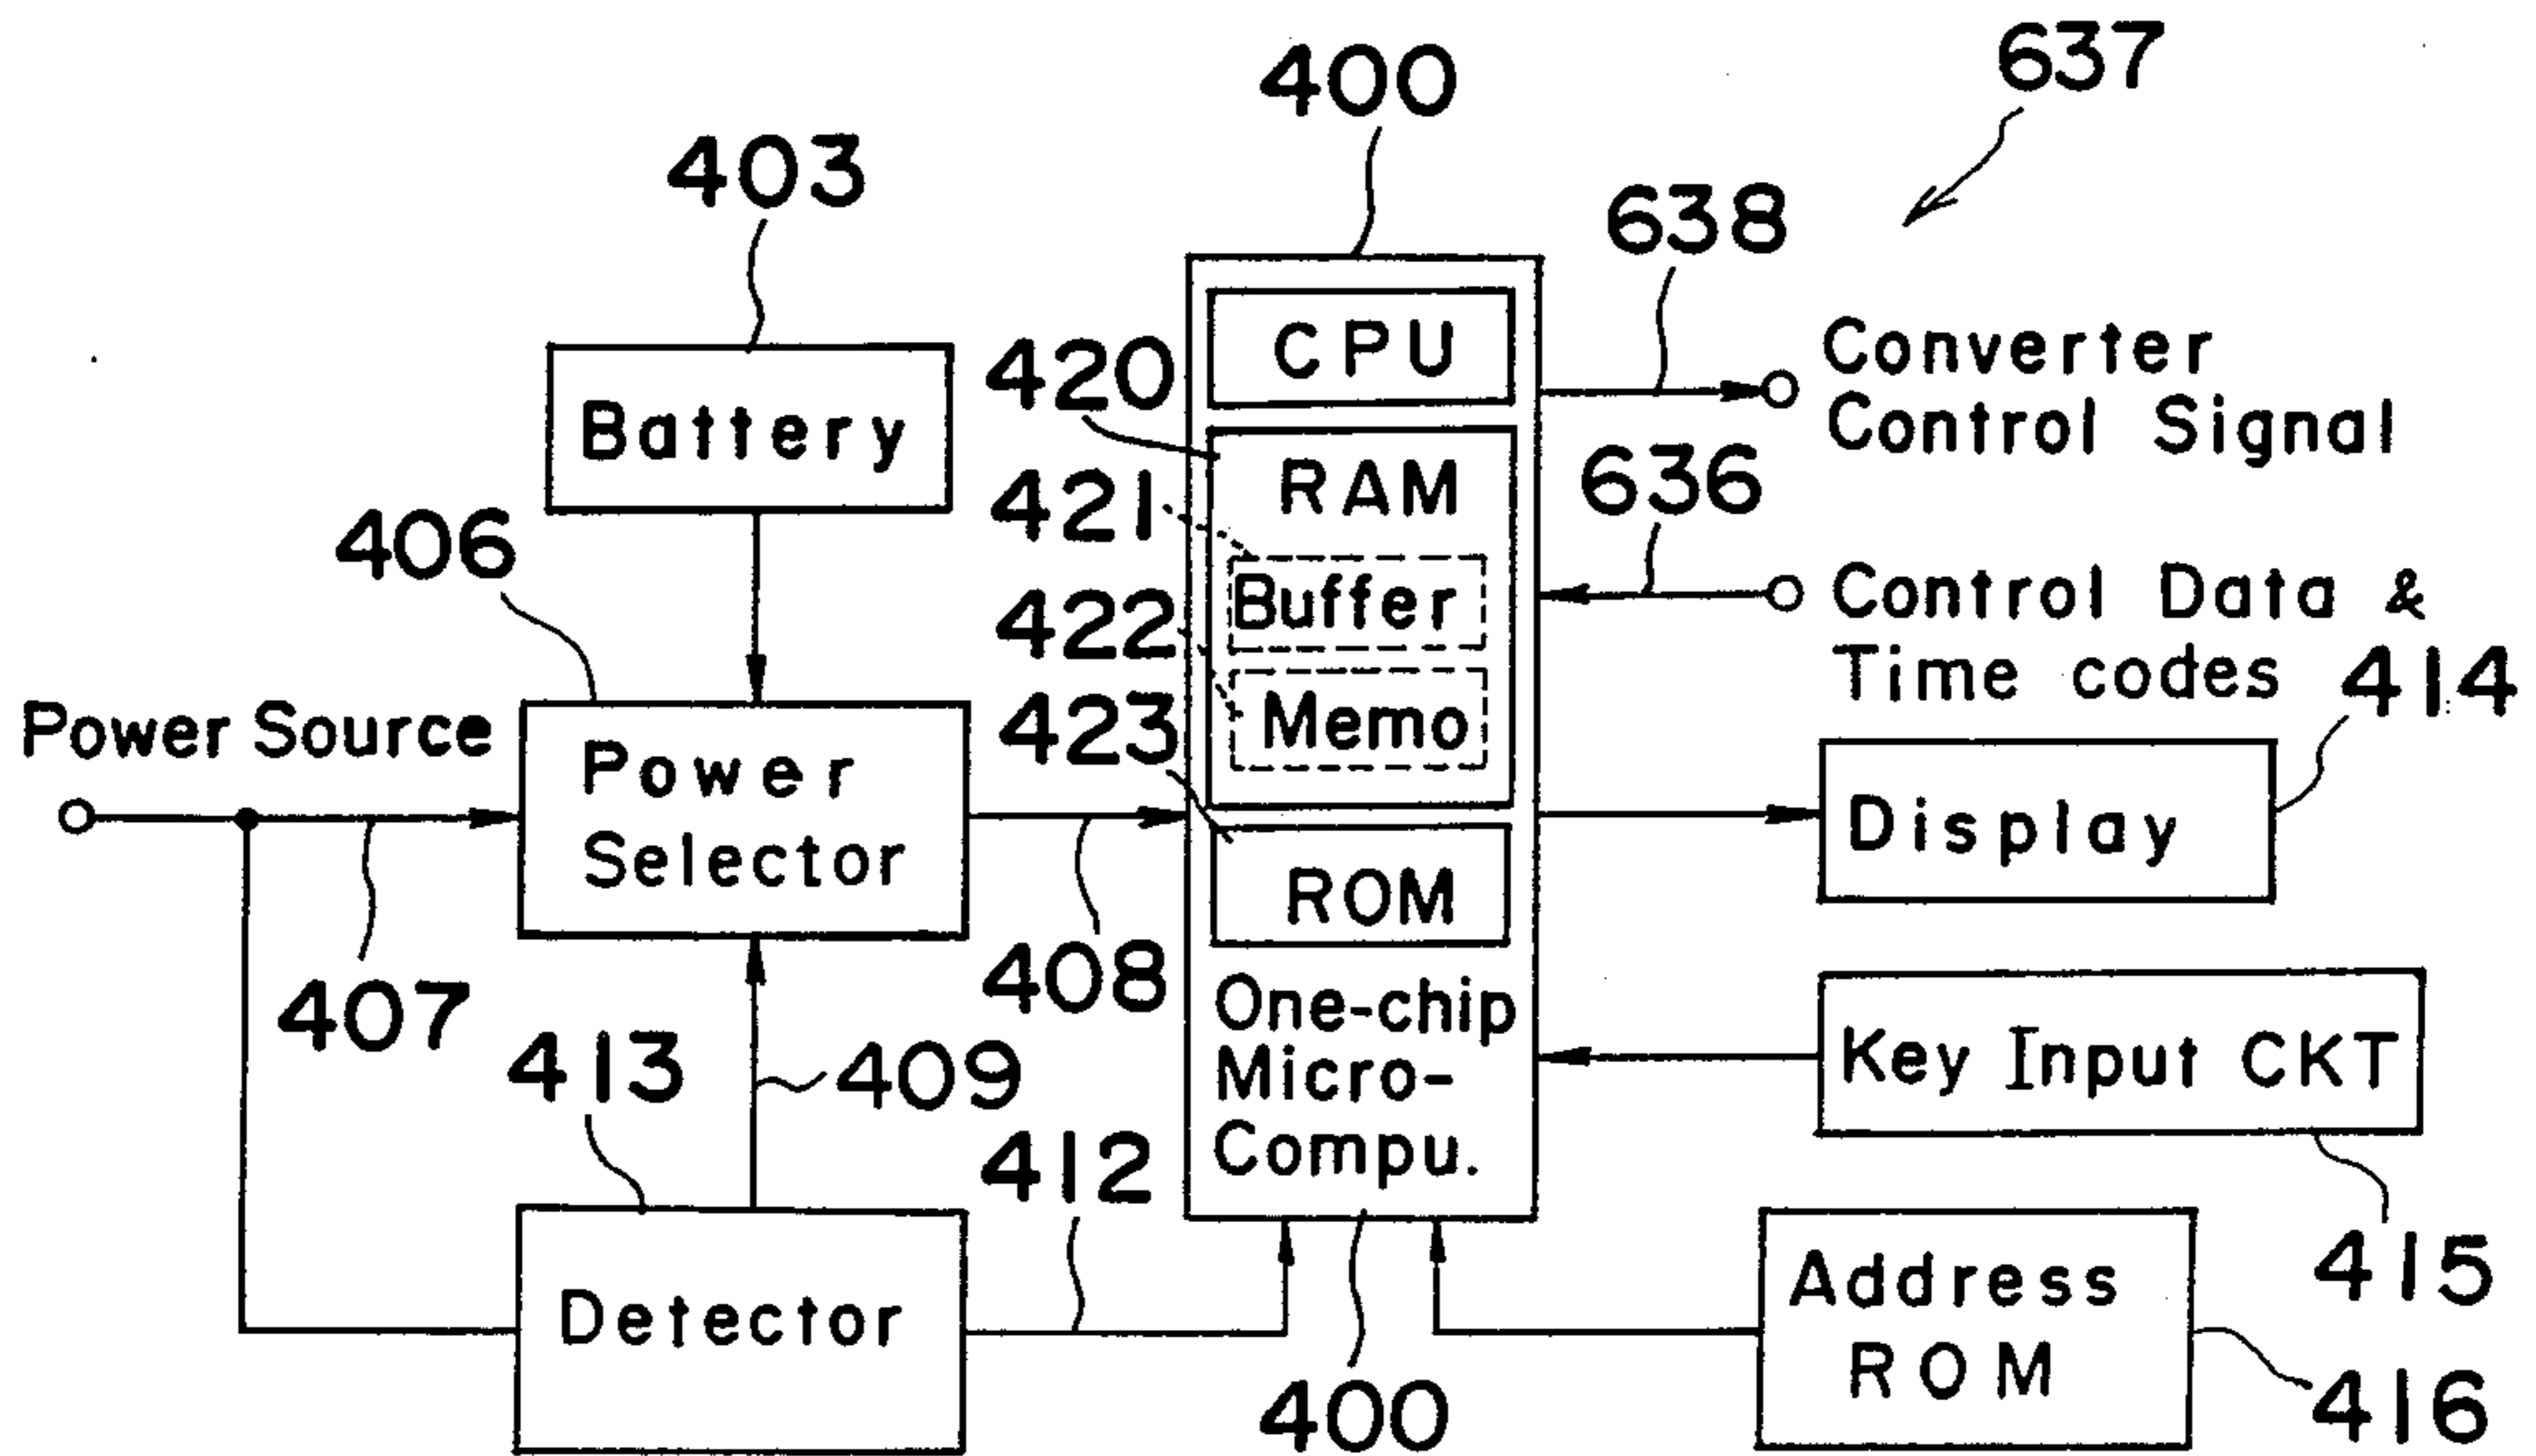 637
400
403
638
CPU
Converter
Control Signal
420
Battery
RAM
421
636
406
Buffer
Control Data &
Time codes
422
414
Memo
423
Power Source
Power
Selector
Display
ROM
408
407
One-chip
Micro-
Compu.
Key Input CKT
413
409
412
415
Address
ROM
Detector
416
400